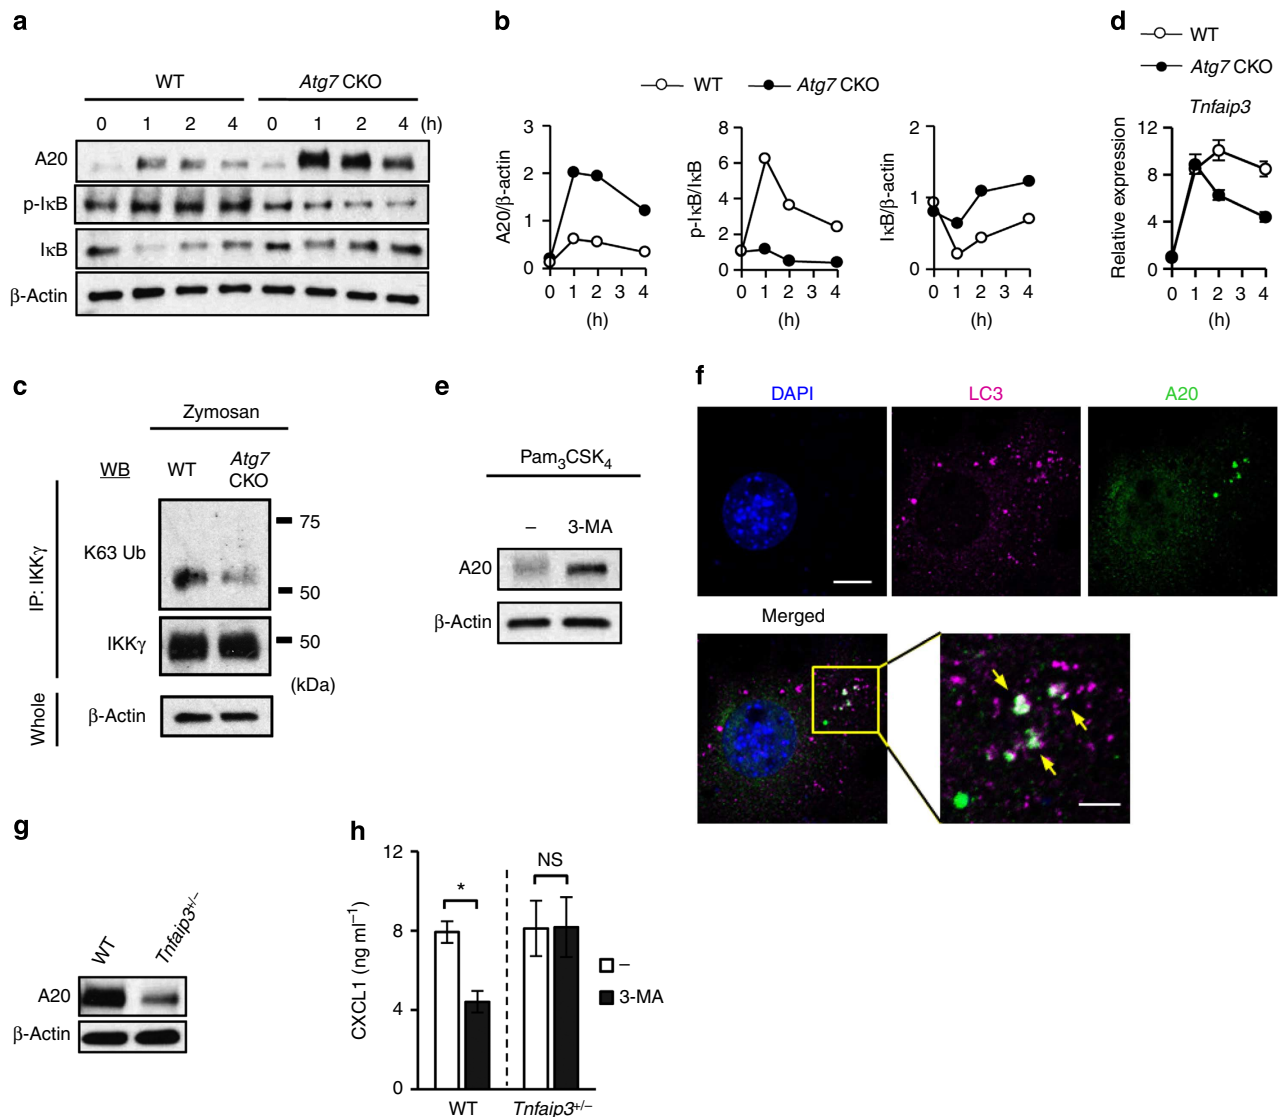 a
WT
Atg7 CKO
0 1 2 4 0 1 2 4 (h)
A20
p-IκB
IκB
β-Actin
b
WT
Atg7 CKO
A20/β-actin
3
2
1
0
0 1 2 3 4
(h)
p-IκB/IκB
8
6
4
2
0
0 1 2 3 4
(h)
IκB/β-actin
2
1
0
0 1 2 3 4
(h)
d
WT
Atg7 CKO
Tnfaip3
Relative expression
12
8
4
0
0 1 2 3 4
(h)
c
Zymosan
WB
WT
Atg7
CKO
IP: IKKγ
K63 Ub
75
50
IKKγ
50
(kDa)
Whole
β-Actin
e
Pam3CSK4
– 3-MA
A20
β-Actin
f
DAPI
LC3
A20
Merged
g
WT
Tnfaip3+/−
A20
β-Actin
h
CXCL1 (ng ml−1)
12
8
4
0
*
NS
–
3-MA
WT
Tnfaip3+/−